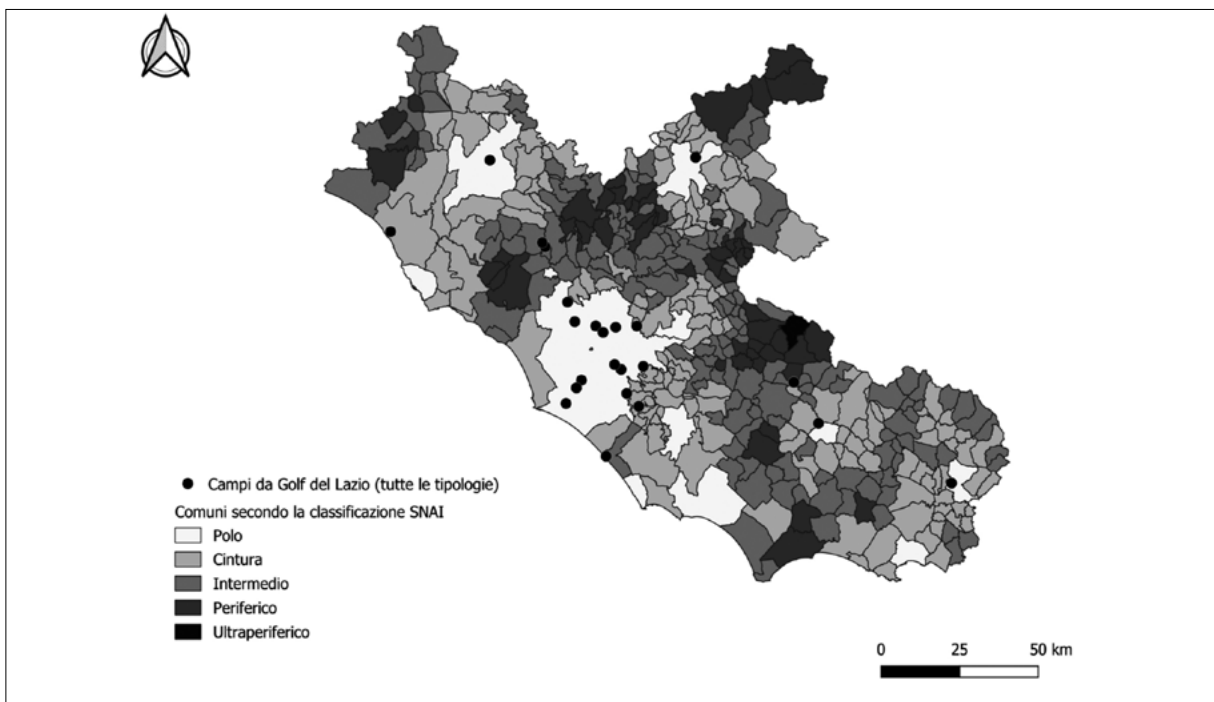 Campi da Golf del Lazio (tutte le tipologie)
Comuni secondo la classificazione SNAI
Polo
Cintura
Intermedio
Periferico
Ultraperiferico
0 25 50 km